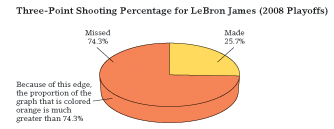 Three-Point Shooting Percentage for LeBron James (2008 Playoffs)
Missed
74.3%
Made
25.7%
Because of this edge,
the proportion of the
graph that is colored
orange is much
greater than 74.3%